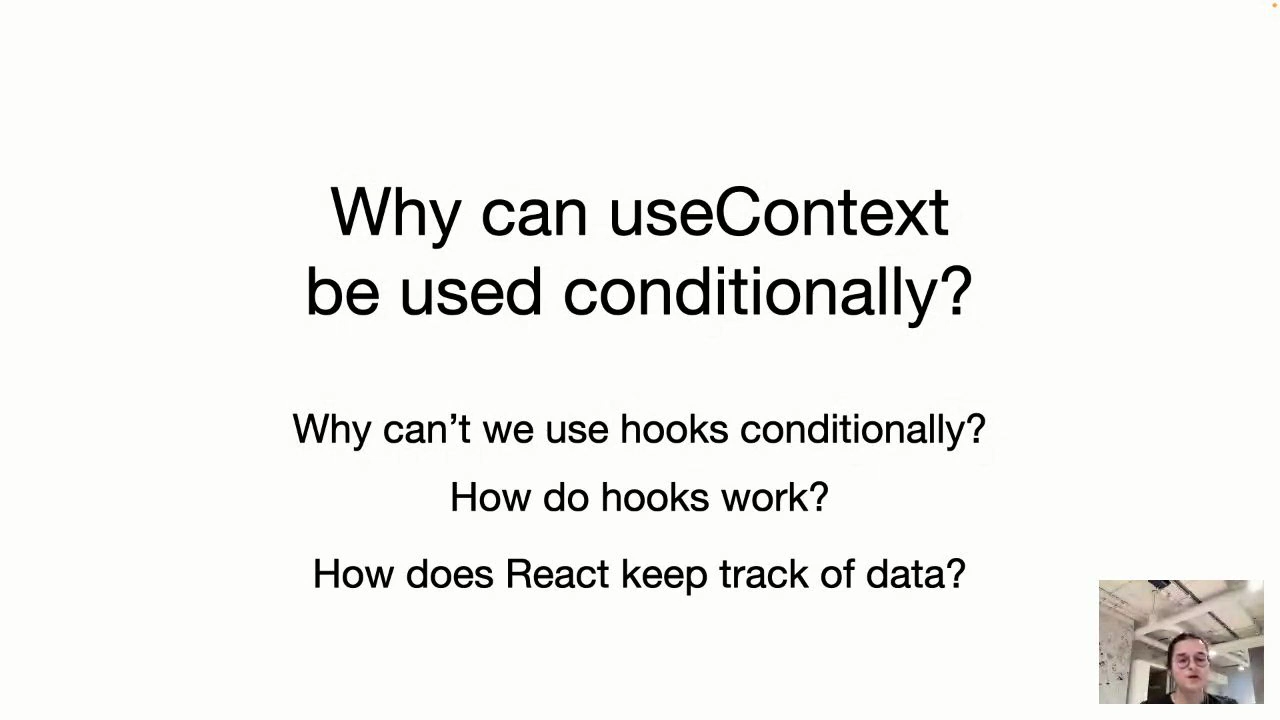 Why can useContext
be used conditionally?
Why can’t we use hooks conditionally?
How do hooks work?
How does React keep track of data?